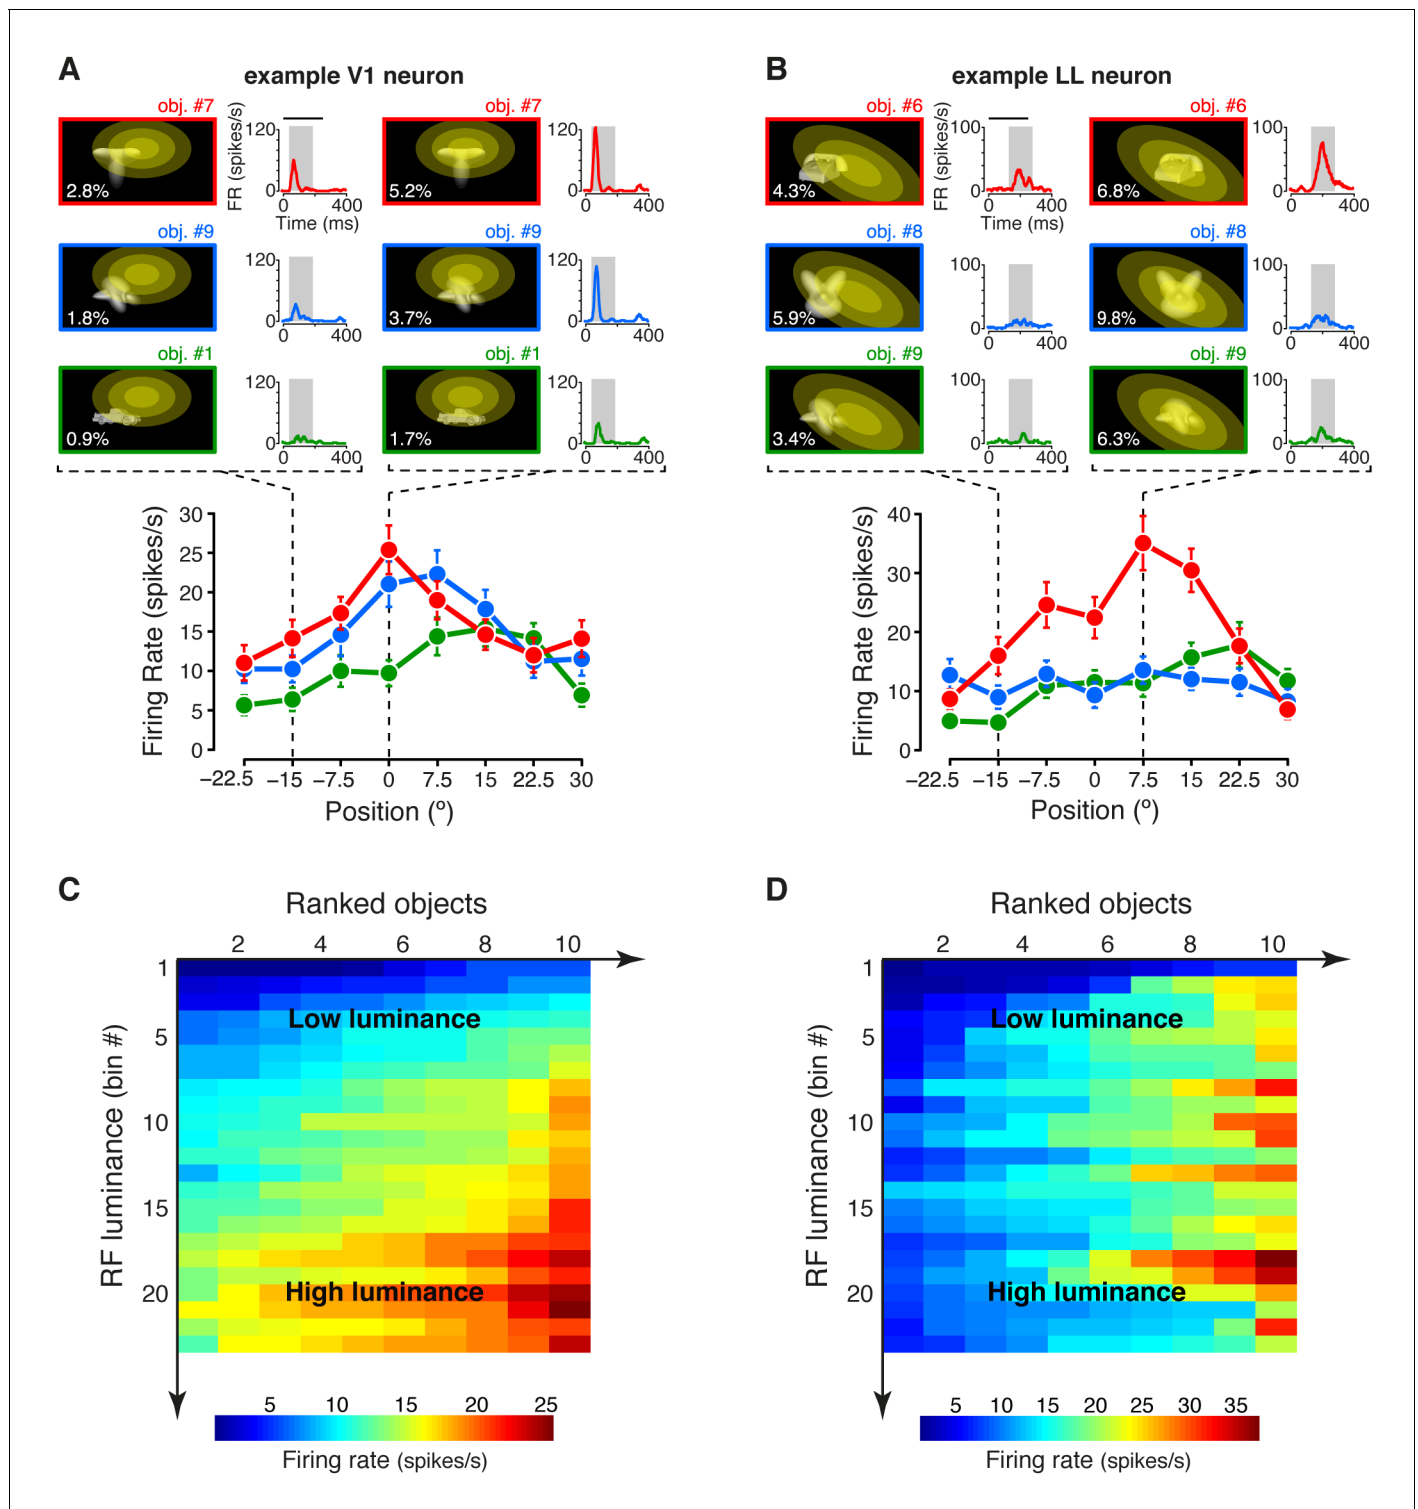 A
example V1 neuron
obj. #7
2.8%
FR (spikes/s)
120
0
0 400
Time (ms)
obj. #7
5.2%
120
0
0 400
obj. #9
1.8%
120
0
0 400
obj. #9
3.7%
120
0
0 400
obj. #1
0.9%
120
0
0 400
obj. #1
1.7%
120
0
0 400
Firing Rate (spikes/s)
30
25
20
15
10
5
0
−22.5 −15 −7.5 0 7.5 15 22.5 30
Position (º)
B
example LL neuron
obj. #6
4.3%
FR (spikes/s)
100
0
0 400
Time (ms)
obj. #6
6.8%
100
0
0 400
obj. #8
5.9%
100
0
0 400
obj. #8
9.8%
100
0
0 400
obj. #9
3.4%
100
0
0 400
obj. #9
6.3%
100
0
0 400
Firing Rate (spikes/s)
40
30
20
10
0
−22.5 −15 −7.5 0 7.5 15 22.5 30
Position (º)
C
Ranked objects
2 4 6 8 10
RF luminance (bin #)
1
5
10
15
20
Low luminance
High luminance
5 10 15 20 25
Firing rate (spikes/s)
D
Ranked objects
2 4 6 8 10
RF luminance (bin #)
1
5
10
15
20
Low luminance
High luminance
5 10 15 20 25 30 35
Firing rate (spikes/s)